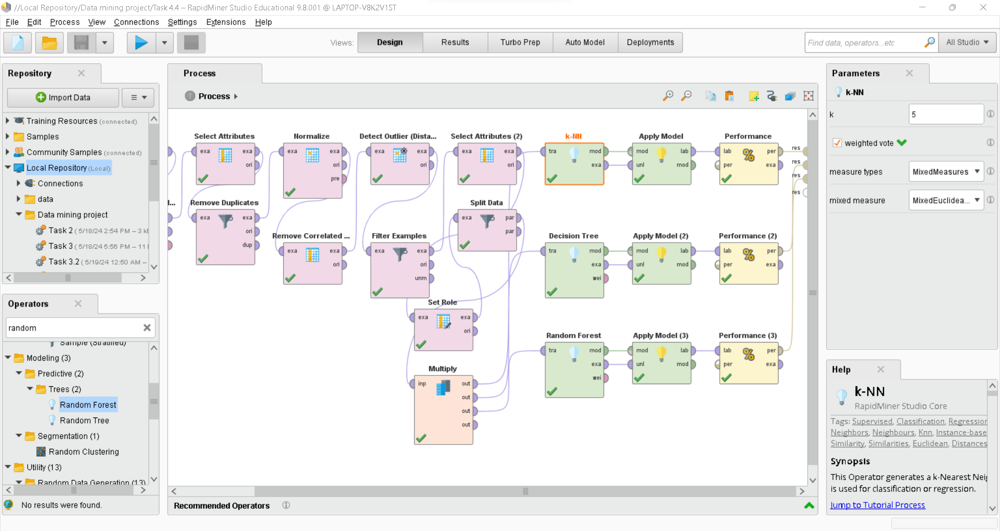 //Local Repository/Data mining project/Task 4.4 – RapidMiner Studio Educational 9.8.001 @ LAPTOP-V8K2V1ST
File Edit Process View Connections Settings Extensions Help
Views: Design Results Turbo Prep Auto Model Deployments
Find data, operators...etc All Studio
Repository
Import Data
Training Resources (connected)
Samples
Community Samples (connected)
Local Repository (Local)
Connections
data
Data mining project
Task 2 ( 5/18/24 2:54 PM – 3 kE
Task 3 ( 5/18/24 5:56 PM – 11 I
Task 3.2 ( 5/19/24 12:50 AM –
Operators
random
Sample (Stratified)
Modeling (3)
Predictive (2)
Trees (2)
Random Forest
Random Tree
Segmentation (1)
Random Clustering
Utility (13)
Random Data Generation (13)
No results were found.
Process
Process
Select Attributes
exa exa
ori
Normalize
exa exa
ori
pre
Detect Outlier (Dista...
exa exa
ori
Select Attributes (2)
exa exa
ori
k-NN
tra mod
exa
Apply Model
mod lab
unl mod
Performance
lab per
per exa
res
res
res
res
l...
Remove Duplicates
exa exa
ori
dup
Split Data
exa par
par
Remove Correlated ...
exa exa
ori
Filter Examples
exa exa
ori
unm
Decision Tree
tra mod
exa
wei
Apply Model (2)
mod lab
unl mod
Performance (2)
lab per
per exa
Set Role
exa exa
ori
Random Forest
tra mod
exa
wei
Apply Model (3)
mod lab
unl mod
Performance (3)
lab per
per exa
Multiply
inp out
out
out
out
Recommended Operators
Parameters
k-NN
k 5
weighted vote
measure types MixedMeasures
mixed measure MixedEuclidea...
Help
k-NN
RapidMiner Studio Core
Tags: Supervised, Classification, Regression
Neighbors, Neighbours, Knn, Instance-base
Similarity, Similarities, Euclidean, Distances
Synopsis
This Operator generates a k-Nearest Nei
is used for classification or regression.
Jump to Tutorial Process